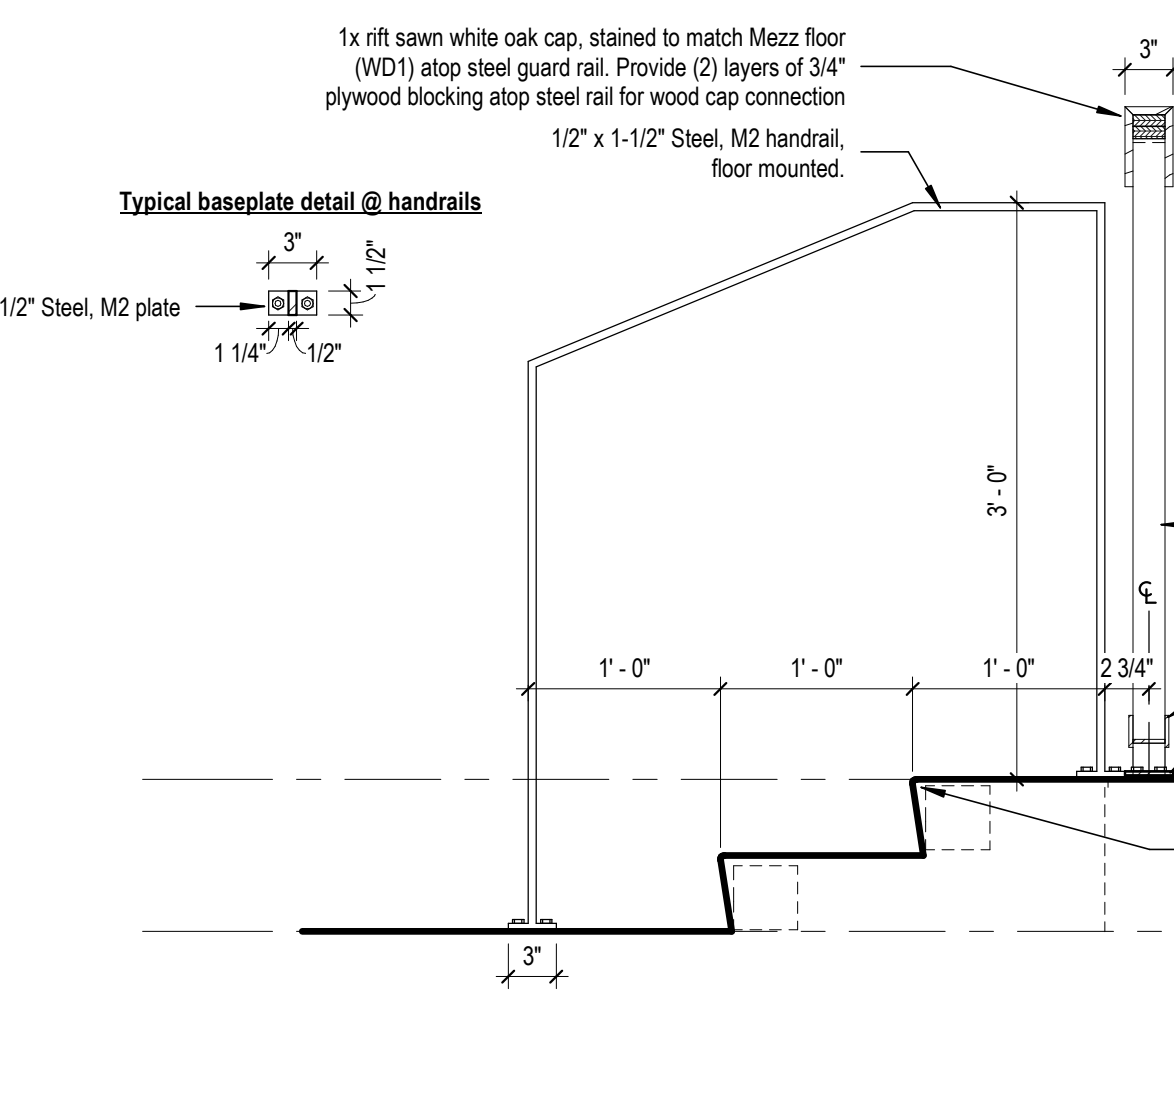 1x rift sawn white oak cap, stained to match Mezz floor
(WD1) atop steel guard rail. Provide (2) layers of 3/4"
plywood blocking atop steel rail for wood cap connection
3"
1/2" x 1-1/2" Steel, M2 handrail,
floor mounted.
Typical baseplate detail @ handrails
3"
1 1/2"
1/2" Steel, M2 plate
1 1/4"
1/2"
3' - 0"
℄
1' - 0"
1' - 0"
1' - 0"
2 3/4"
3"